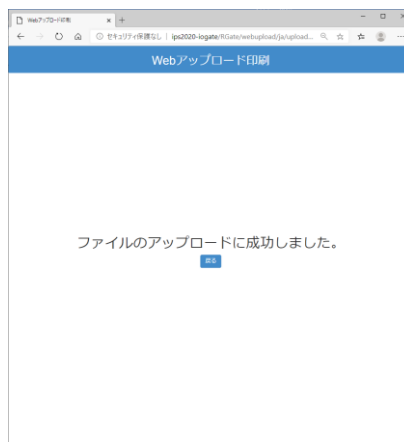 Webアップロード印刷
セキュリティ保護なし | ips2020-iogate/RGate/webupload/ja/upload...
Webアップロード印刷
ファイルのアップロードに成功しました。
戻る